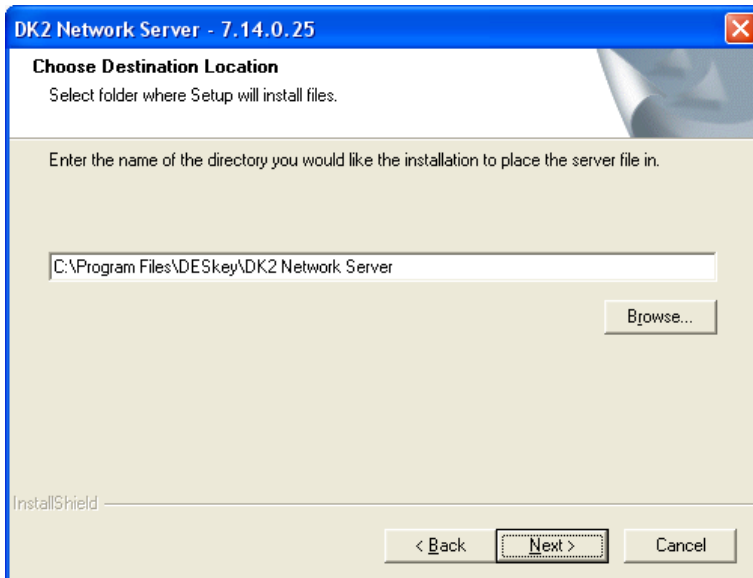 DK2 Network Server - 7.14.0.25
Choose Destination Location
Select folder where Setup will install files.
Enter the name of the directory you would like the installation to place the server file in.
C:\Program Files\DESkey\DK2 Network Server
Browse...
InstallShield
< Back Next > Cancel